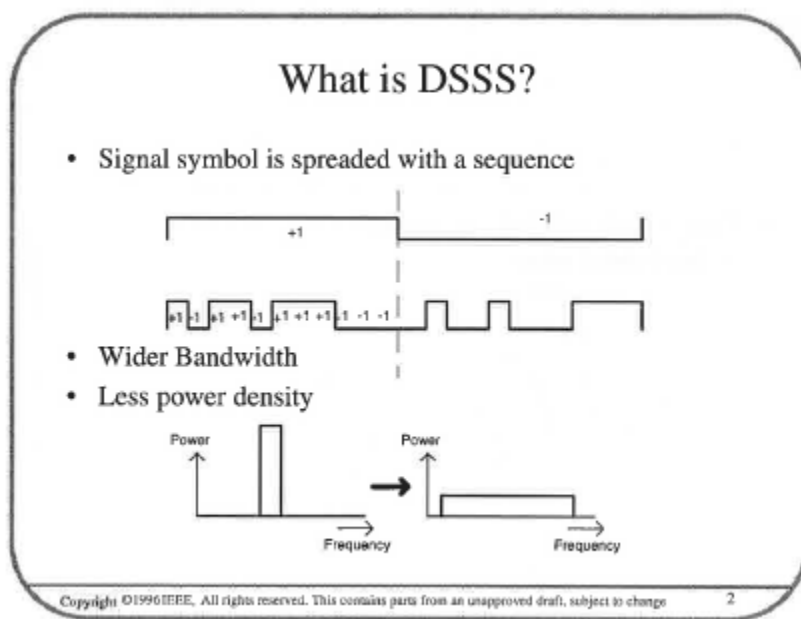 What is DSSS?
• Signal symbol is spreaded with a sequence
+1 -1
+1 -1 +1 +1 -1 +1 +1 +1 -1 -1 -1
• Wider Bandwidth
• Less power density
Power Power
Frequency Frequency
Copyright ©1996 IEEE, All rights reserved. This contains parts from an unapproved draft, subject to change 2